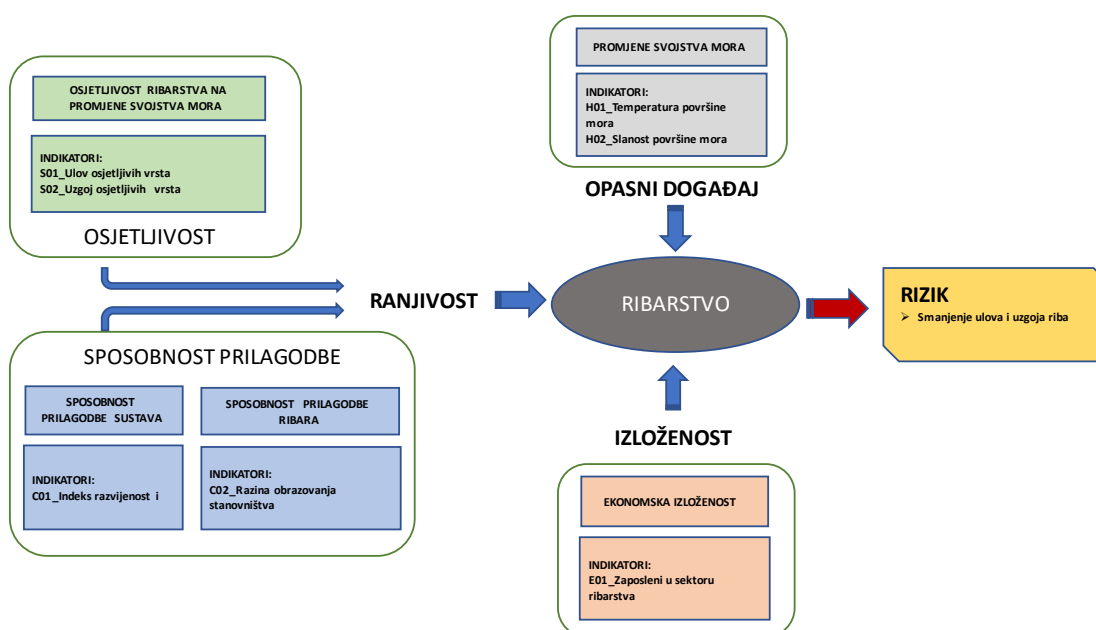 OSJETLJIVOST RIBARSTVA NA
PROMJENE SVOJSTVA MORA
INDIKATORI:
S01_Ulov osjetljivih vrsta
S02_Uzgoj osjetljivih vrsta
OSJETLJIVOST
PROMJENE SVOJSTVA MORA
INDIKATORI:
H01_Temperatura površine
mora
H02_Slanost površine mora
OPASNI DOGAĐAJ
RANJIVOST
RIBARSTVO
RIZIK
➢ Smanjenje ulova i uzgoja riba
SPOSOBNOST PRILAGODBE
SPOSOBNOST
PRILAGODBE SUSTAVA
INDIKATORI:
C01_Indeks razvijenost i
SPOSOBNOST PRILAGODBE
RIBARA
INDIKATORI:
C02_Razina obrazovanja
stanovništva
IZLOŽENOST
EKONOMSKA IZLOŽENOST
INDIKATORI:
E01_Zaposleni u sektoru
ribarstva